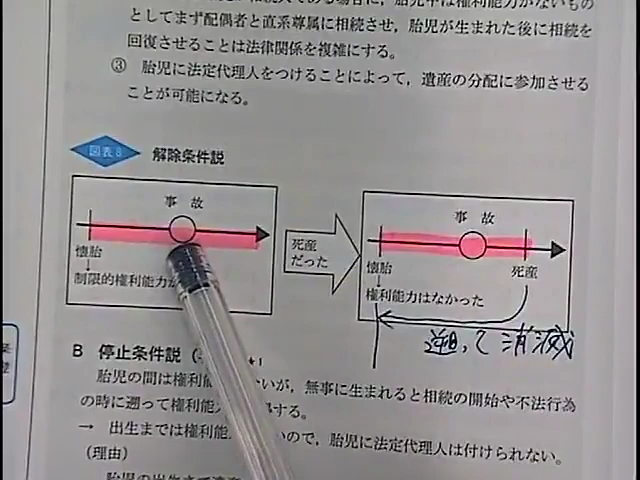 としてまず配偶者と直系尊属に相続させ，胎児が生まれた後に相続を
回復させることは法律関係を複雑にする。
③ 胎児に法定代理人をつけることによって，遺産の分配に参加させる
ことが可能になる。
図表8 解除条件説
事故
懐胎
↓
制限的権利能力が
死産
だった
事故
懐胎
↓
死産
権利能力はなかった
遡って消滅
B 停止条件説（ ★1
胎児の間は権利能 いが，無事に生まれると相続の開始や不法行為
の時に遡って権利能 する。
→ 出生までは権利能 いので，胎児に法定代理人は付けられない。
（理由）